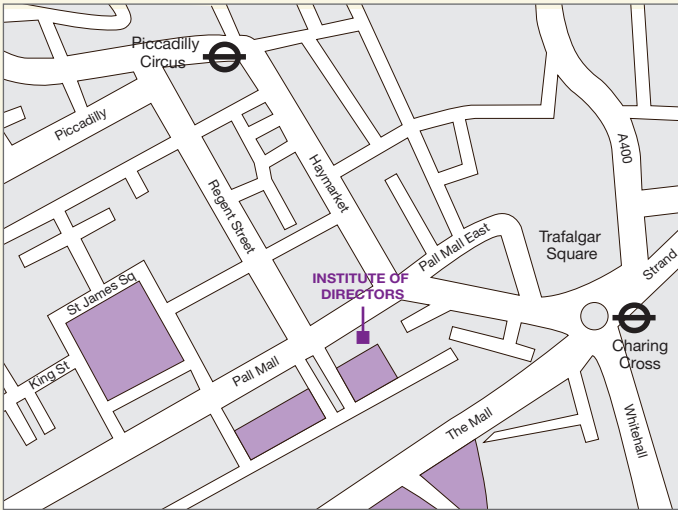 Piccadilly
Circus
Piccadilly
A400
Haymarket
Regent Street
Pall Mall East
Trafalgar
Square
Strand
St James Sq
INSTITUTE OF
DIRECTORS
Charing
Cross
King St
Pall Mall
The Mall
Whitehall